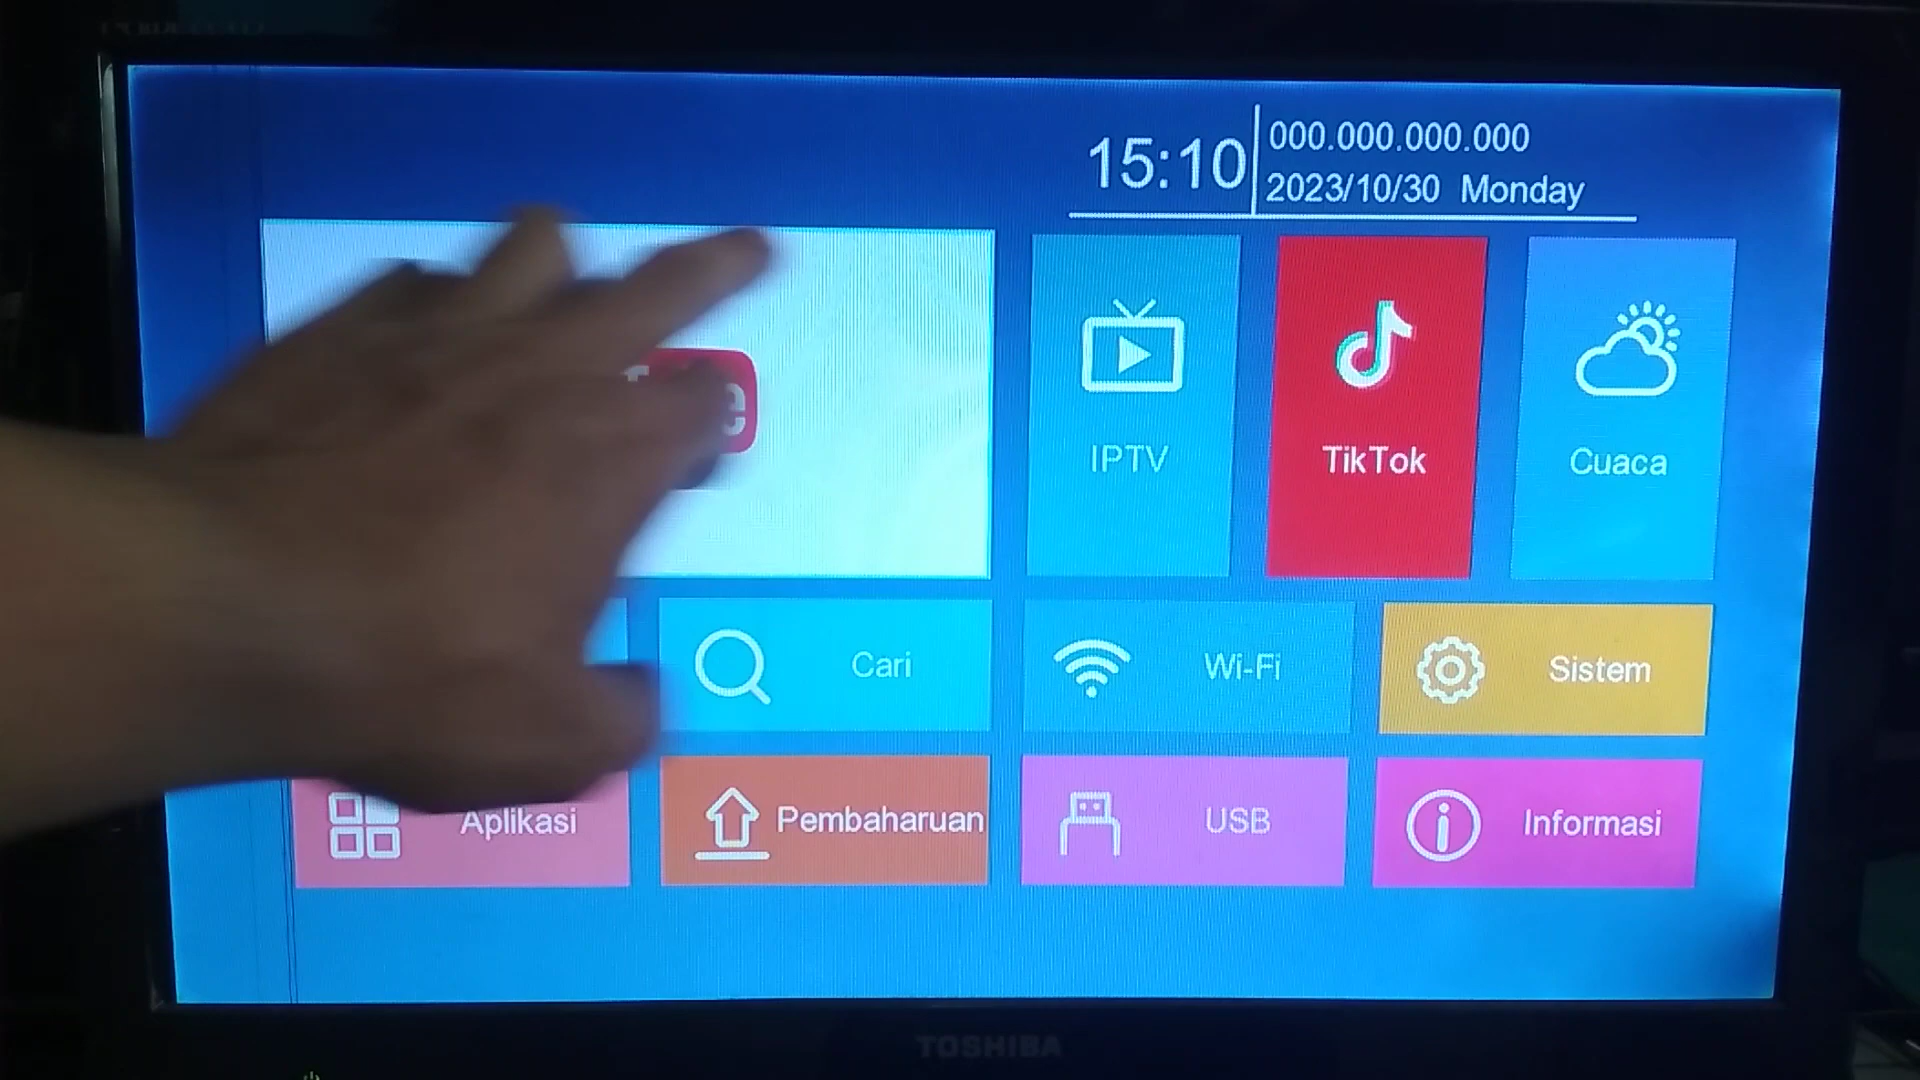 15:10
000.000.000.000
2023/10/30 Monday
IPTV
TikTok
Cuaca
Cari
Wi-Fi
Sistem
Aplikasi
Pembaharuan
USB
Informasi
TOSHIBA